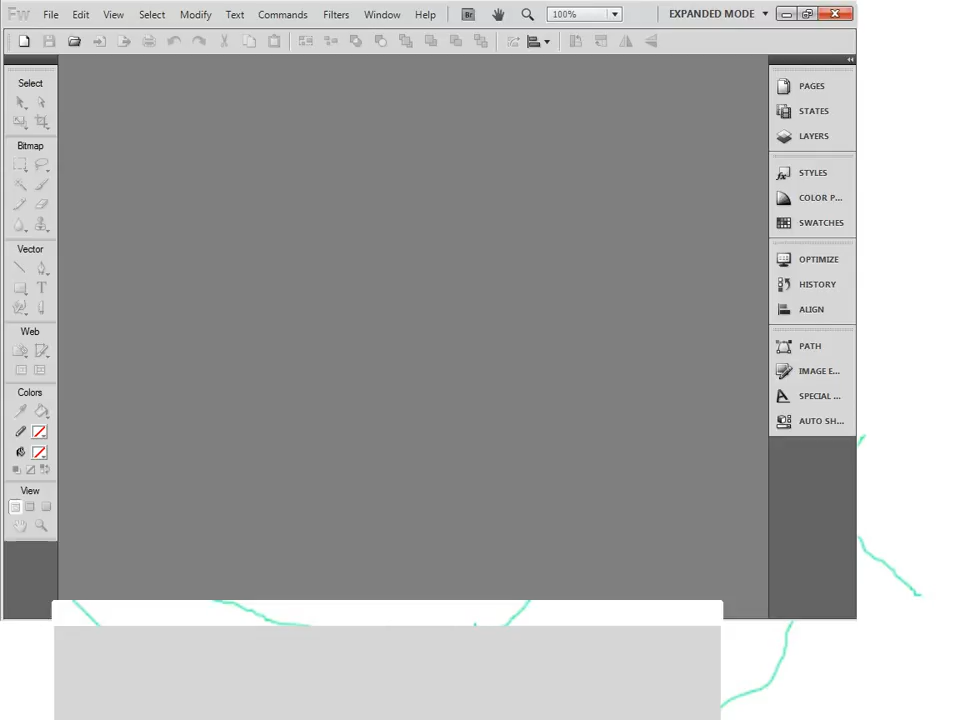 Fw File Edit View Select Modify Text Commands Filters Window Help Br 100% EXPANDED MODE
Select
Bitmap
Vector
T
Web
Colors
View
PAGES
STATES
LAYERS
STYLES
COLOR P...
SWATCHES
OPTIMIZE
HISTORY
ALIGN
PATH
IMAGE E...
SPECIAL ...
AUTO SH...